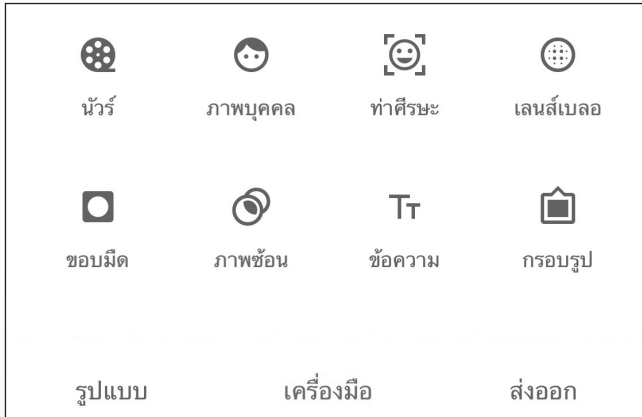 นัวร์ ภาพบุคคล ท่าศีรษะ เลนส์เบลอ
ขอบมืด ภาพซ้อน ข้อความ กรอบรูป
รูปแบบ เครื่องมือ ส่งออก